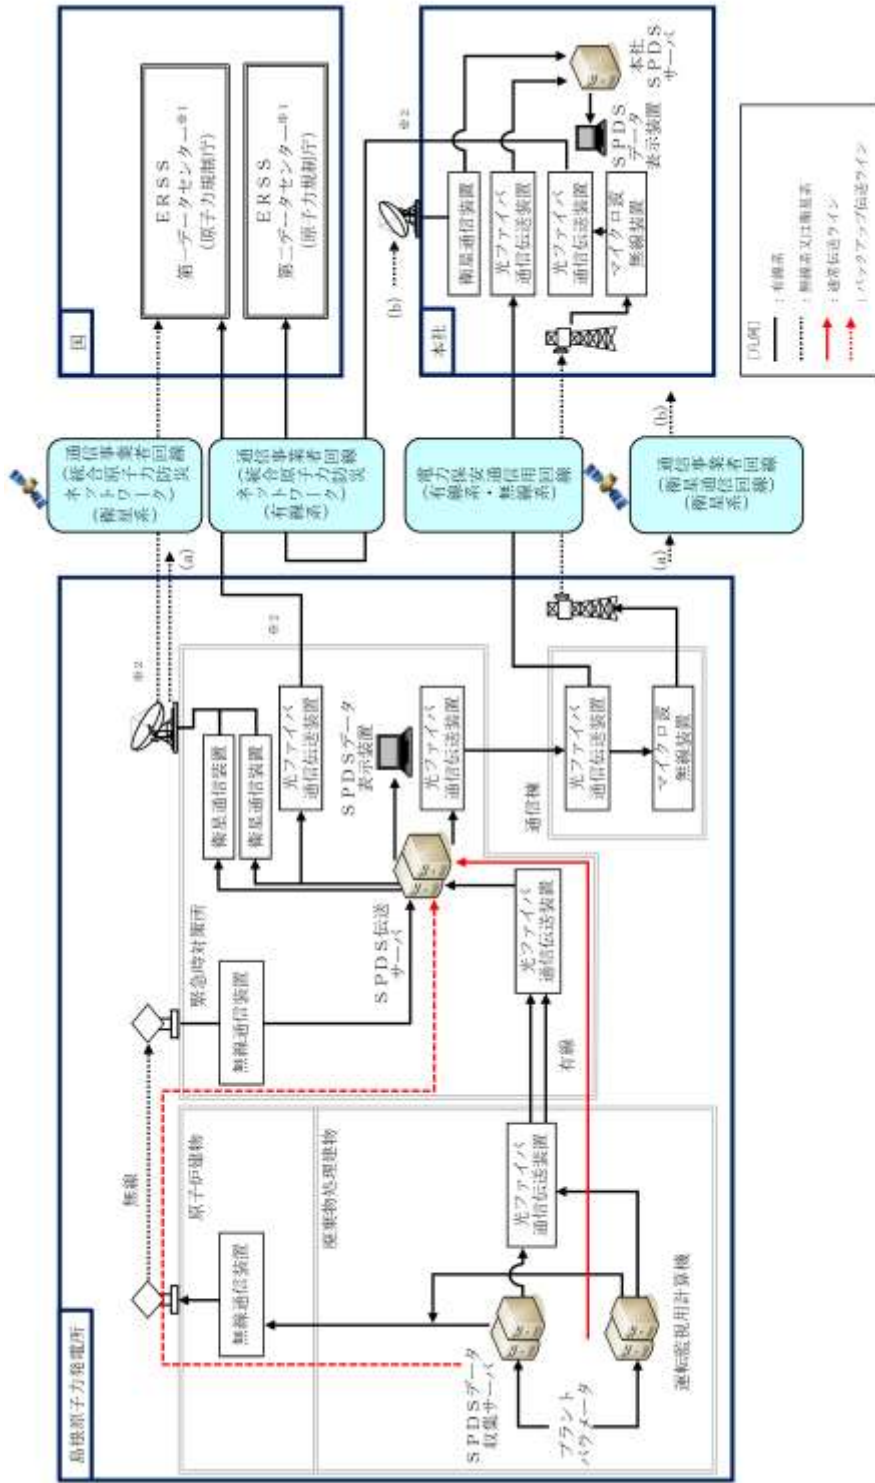 島根原子力発電所
無線
原子炉建物
無線通信装置
廃棄物処理建物
SPDSデータ
収集サーバ
プラント
パラメータ
運転監視用計算機
光ファイバ
通信伝送装置
有線
緊急時対策所
無線通信装置
SPDS伝送
サーバ
光ファイバ
通信伝送装置
※2
(a)
衛星通信装置
衛星通信装置
※2
光ファイバ
通信伝送装置
SPDSデータ
表示装置
光ファイバ
通信伝送装置
通信棟
光ファイバ
通信伝送装置
マイクロ波
無線装置
通信事業者回線
(統合原子力防災
ネットワーク)
(衛星系)
通信事業者回線
(統合原子力防災
ネットワーク)
(有線系)
電力保安通信用回線
(有線系・無線系)
(a)
通信事業者回線
(衛星通信回線)
(衛星系)
(b)
国
ERSS
第一データセンター※1
(原子力規制庁)
ERSS
第二データセンター※1
(原子力規制庁)
本社
(b)
※2
衛星通信装置
光ファイバ
通信伝送装置
光ファイバ
通信伝送装置
マイクロ波
無線装置
本社
SPDS
サーバ
SPDS
データ
表示装置
[凡例]
:有線系
:無線系又は衛星系
:通常伝送ライン
:バックアップ伝送ライン